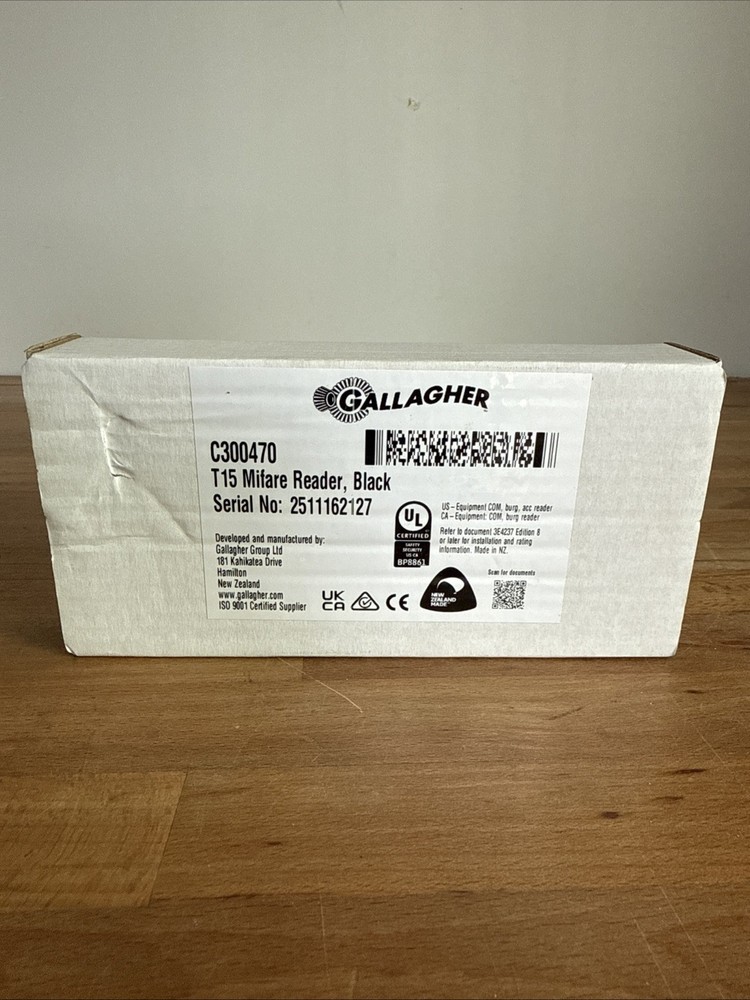 GALLAGHER
C300470
T15 Mifare Reader, Black
Serial No: 2511162127
UL
CERTIFIED
SAFETY
SECURITY
US CA
BP8861
US – Equipment COM, burg, acc reader
CA – Equipment: COM, burg reader
Refer to document 3E4237 Edition 8
or later for installation and rating
information. Made in NZ.
Developed and manufactured by:
Gallagher Group Ltd
181 Kahikatea Drive
Hamilton
New Zealand
www.gallagher.com
ISO 9001 Certified Supplier
UK
CA
CE
NEW
ZEALAND
MADE
Scan for documents